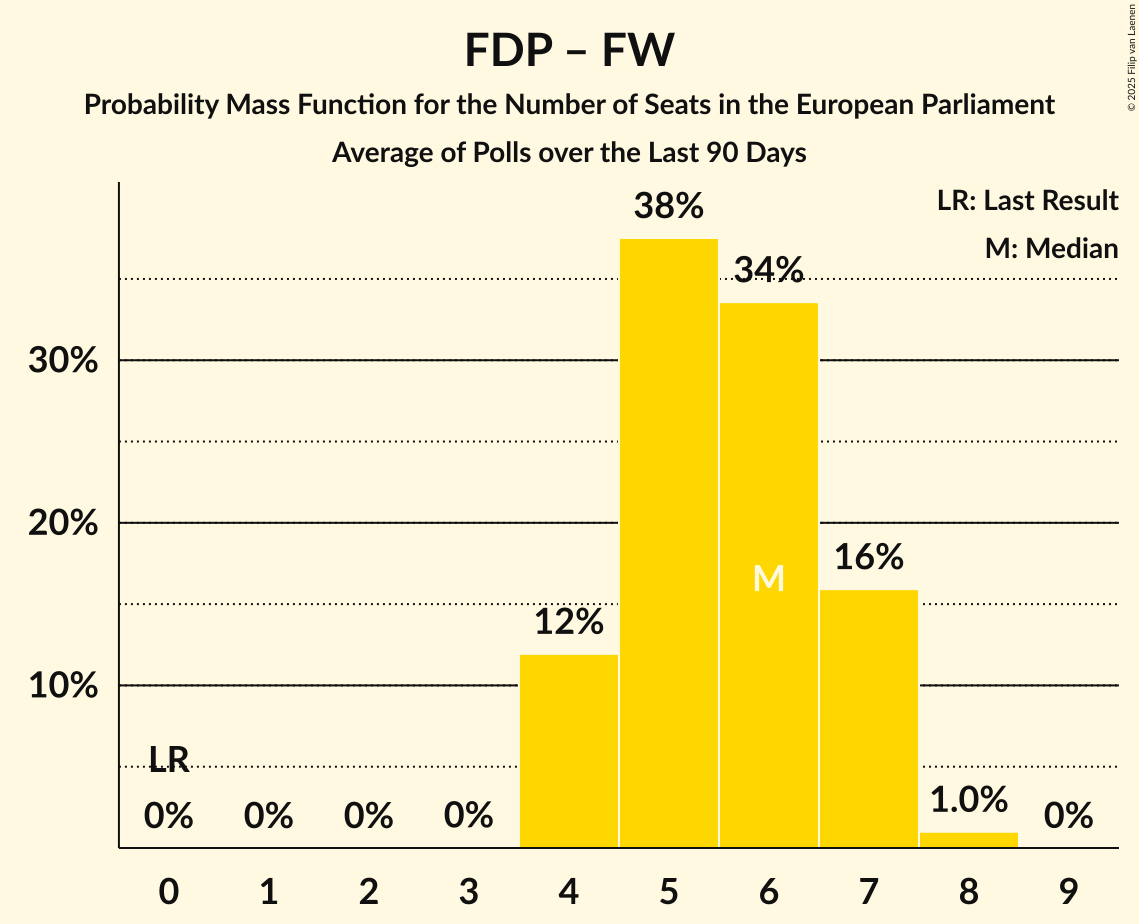 FDP – FW
Probability Mass Function for the Number of Seats in the European Parliament
Average of Polls over the Last 90 Days
© 2025 Filip van Laenen
LR: Last Result
M: Median
38%
34%
30%
20%
16%
M
12%
10%
LR
0%
0%
0%
0%
1.0%
0%
0 1 2 3 4 5 6 7 8 9